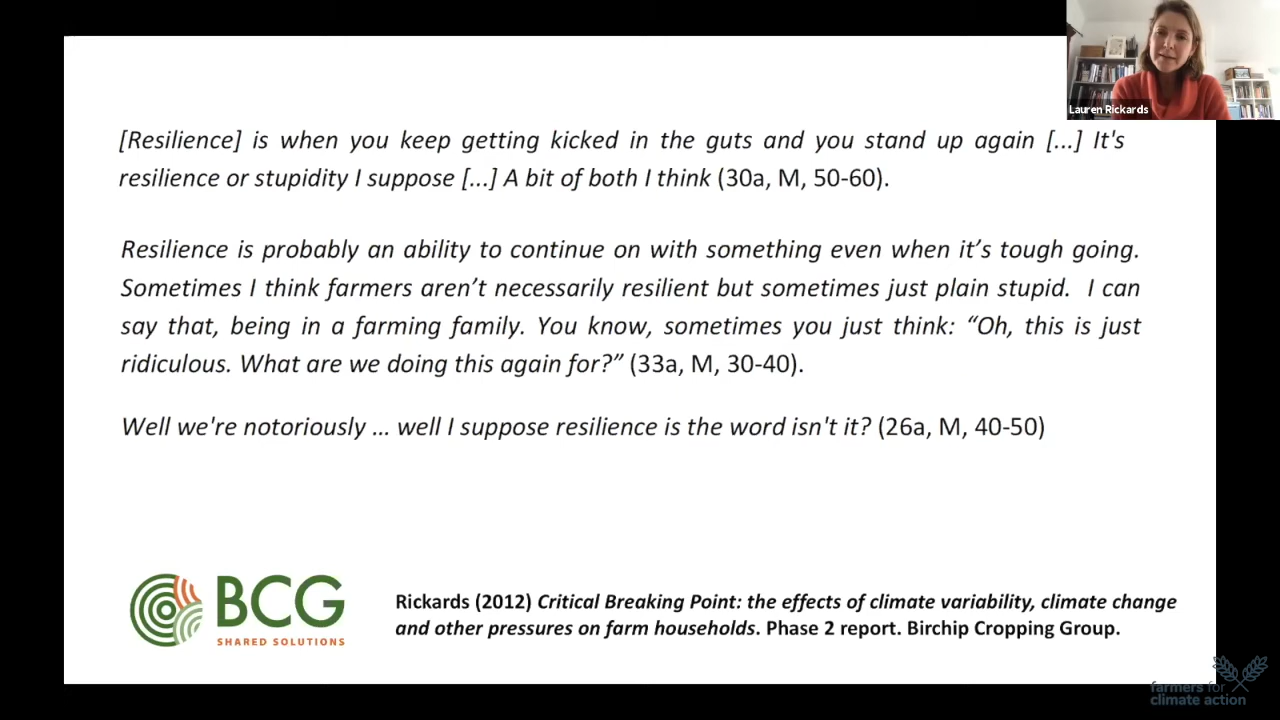 Lauren Rickards
[Resilience] is when you keep getting kicked in the guts and you stand up again [...] It's
resilience or stupidity I suppose [...] A bit of both I think (30a, M, 50-60).
Resilience is probably an ability to continue on with something even when it’s tough going.
Sometimes I think farmers aren’t necessarily resilient but sometimes just plain stupid. I can
say that, being in a farming family. You know, sometimes you just think: “Oh, this is just
ridiculous. What are we doing this again for?” (33a, M, 30-40).
Well we're notoriously … well I suppose resilience is the word isn't it? (26a, M, 40-50)
BCG
SHARED SOLUTIONS
Rickards (2012) Critical Breaking Point: the effects of climate variability, climate change
and other pressures on farm households. Phase 2 report. Birchip Cropping Group.
farmers for
climate action